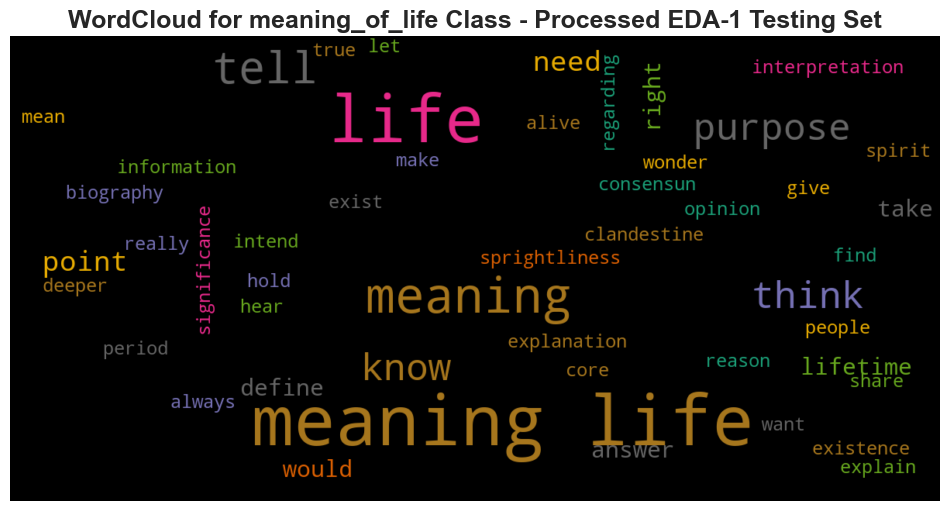 WordCloud for meaning_of_life Class - Processed EDA-1 Testing Set
true
let
tell
need
regarding
right
interpretation
life
mean
alive
purpose
make
wonder
spirit
information
biography
consensun
give
exist
opinion
take
significance
really
intend
clandestine
point
sprightliness
find
deeper
hold
meaning
think
hear
people
period
explanation
know
core
reason
lifetime
share
define
always
meaning life
want
answer
existence
would
explain